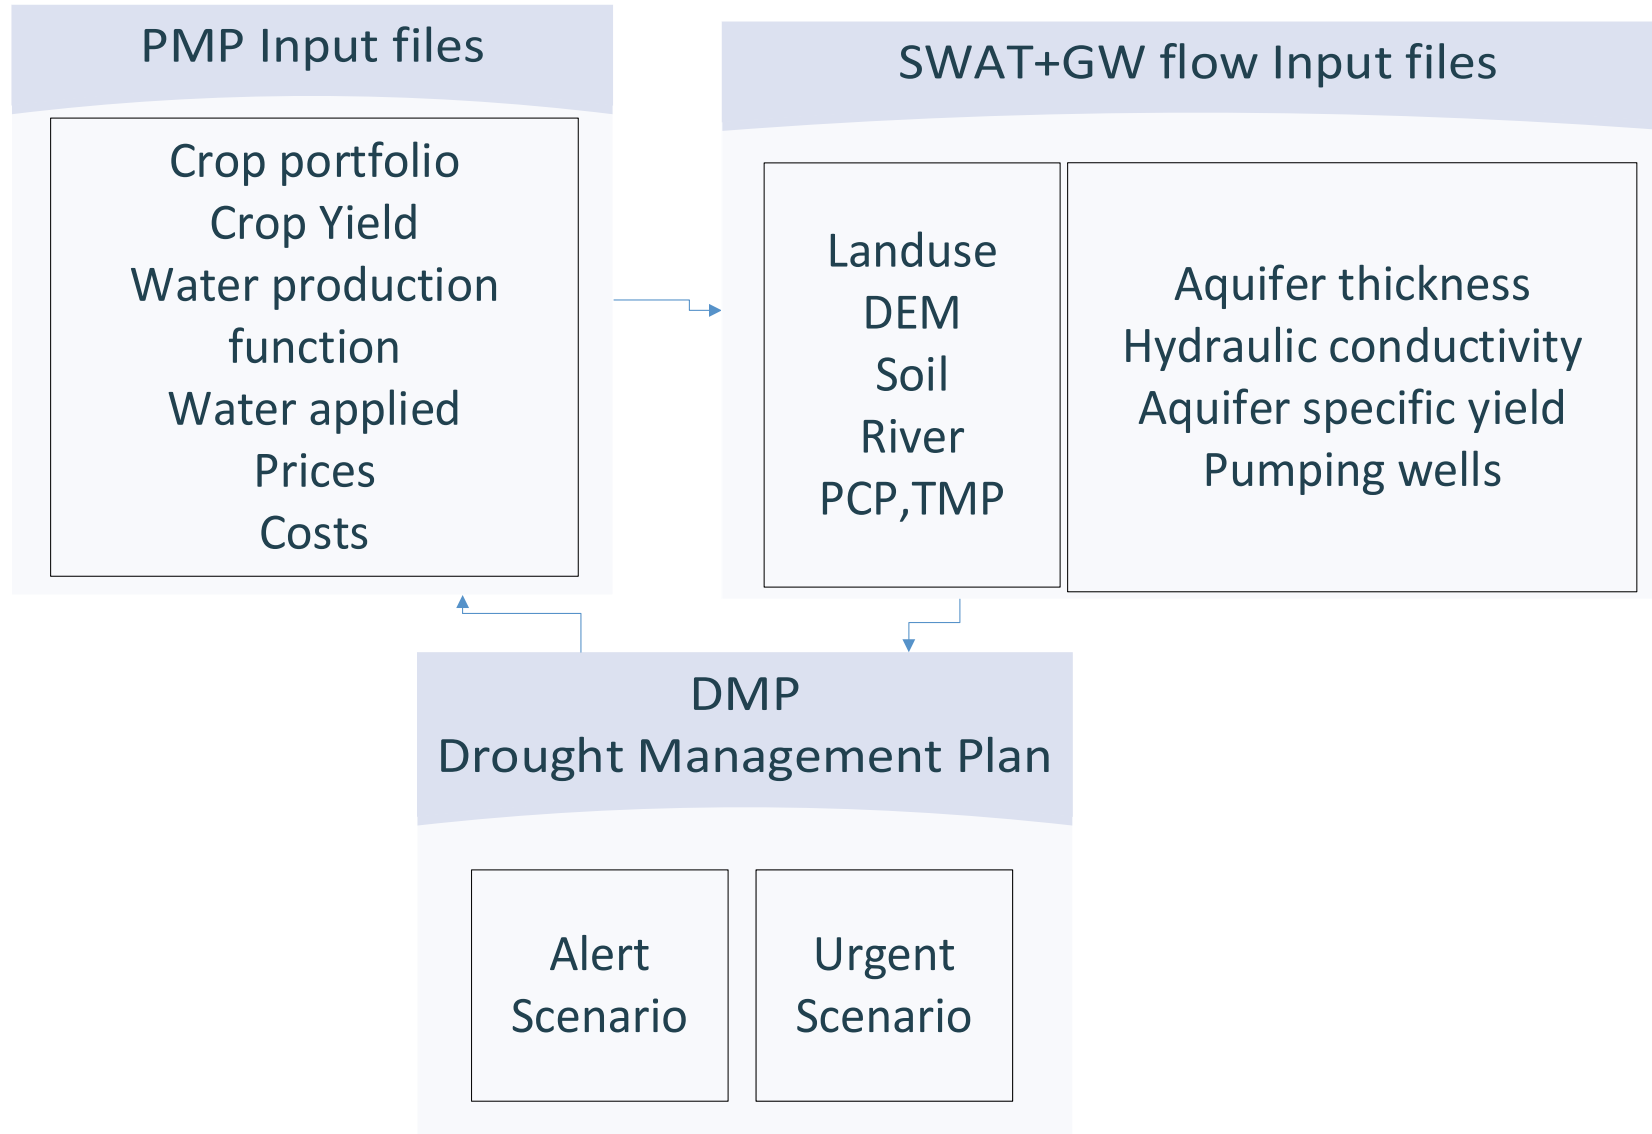 PMP Input files
Crop portfolio
Crop Yield
Water production
function
Water applied
Prices
Costs
SWAT+GW flow Input files
Landuse
DEM
Soil
River
PCP,TMP
Aquifer thickness
Hydraulic conductivity
Aquifer specific yield
Pumping wells
DMP
Drought Management Plan
Alert
Scenario
Urgent
Scenario